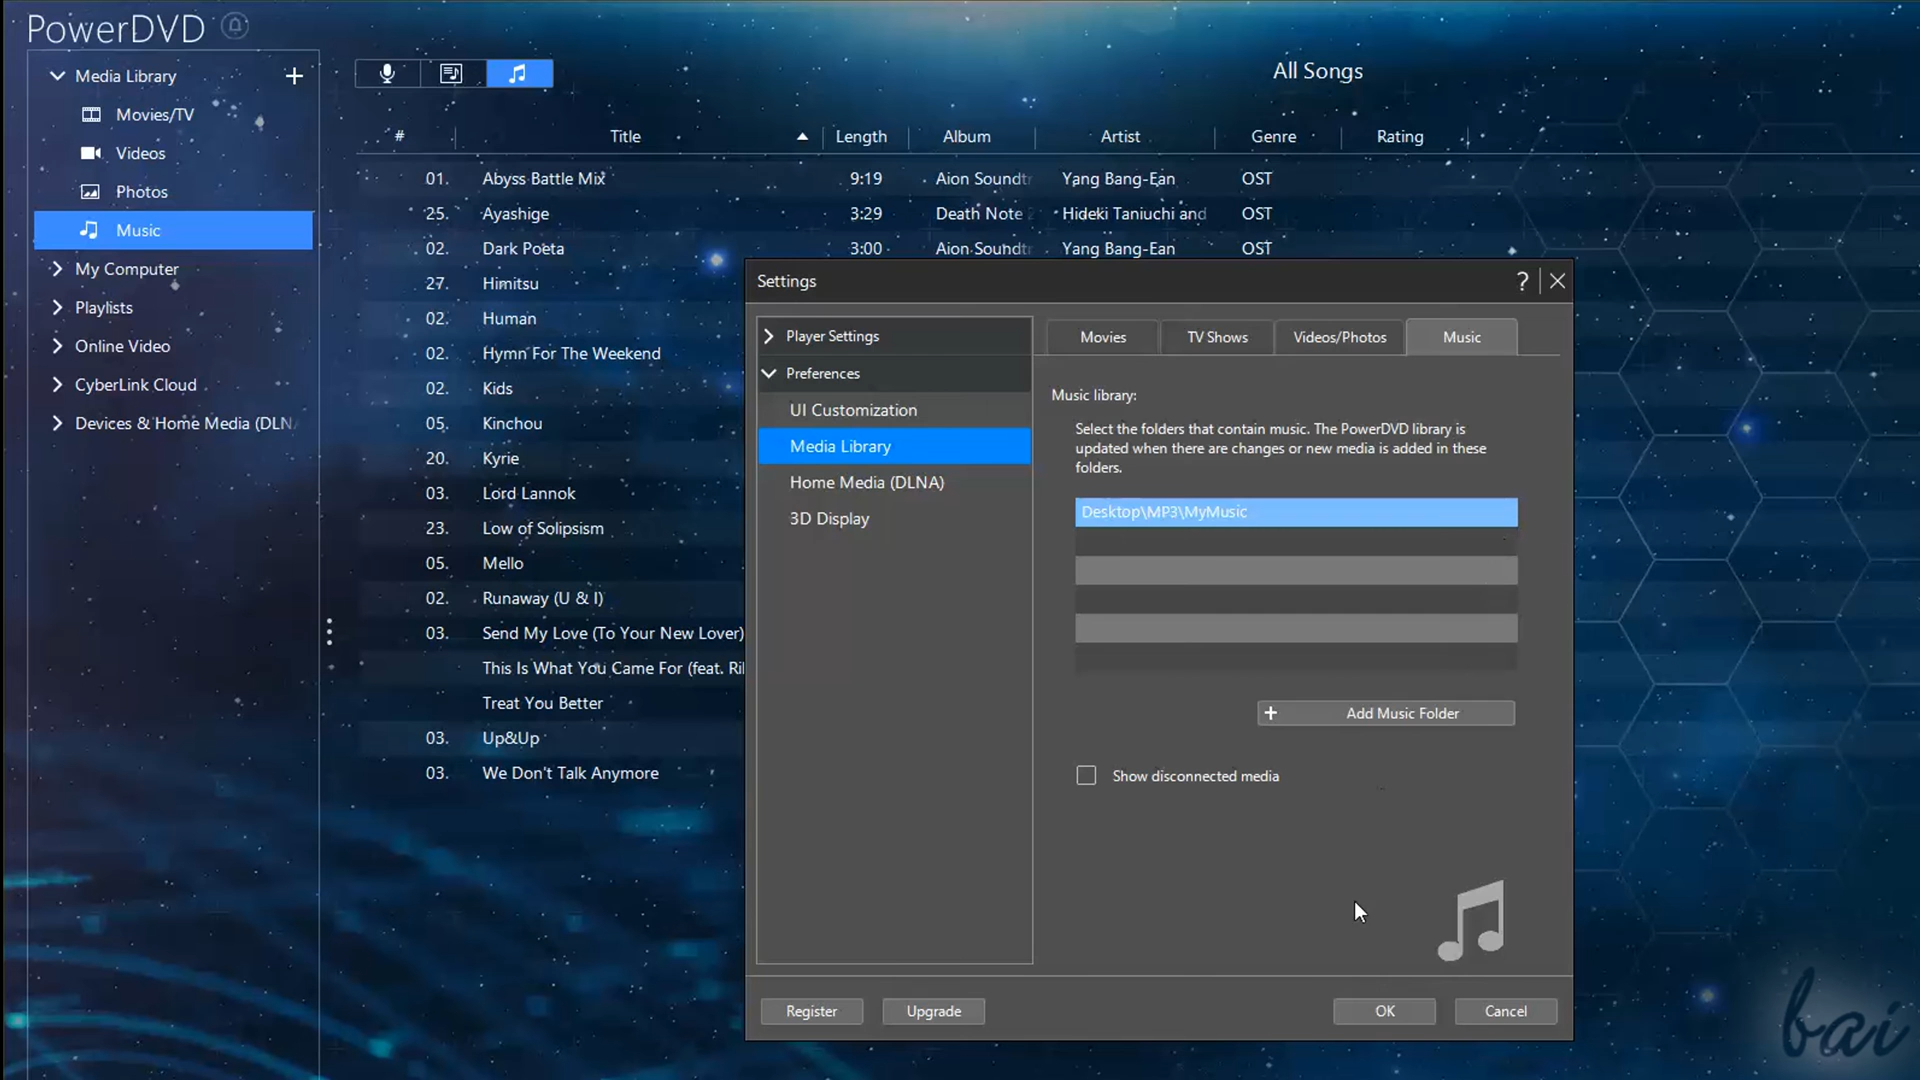 PowerDVD
Media Library
Movies/TV
Videos
Photos
Music
My Computer
Playlists
Online Video
CyberLink Cloud
Devices & Home Media (DLN
All Songs
# Title Length Album Artist Genre Rating
01. Abyss Battle Mix 9:19 Aion Soundt Yang Bang-Ean OST
25. Ayashige 3:29 Death Note 2 Hideki Taniuchi and OST
02. Dark Poeta 3:00 Aion Soundt Yang Bang-Ean OST
27. Himitsu
02. Human
02. Hymn For The Weekend
02. Kids
05. Kinchou
20. Kyrie
03. Lord Lannok
23. Low of Solipsism
05. Mello
02. Runaway (U & I)
03. Send My Love (To Your New Lover)
This Is What You Came For (feat. Ri
Treat You Better
03. Up&Up
03. We Don't Talk Anymore
Settings ?
Player Settings
Preferences
UI Customization
Media Library
Home Media (DLNA)
3D Display
Movies TV Shows Videos/Photos Music
Music library:
Select the folders that contain music. The PowerDVD library is
updated when there are changes or new media is added in these
folders.
Desktop\MP3\MyMusic
+ Add Music Folder
Show disconnected media
Register Upgrade OK Cancel
bai